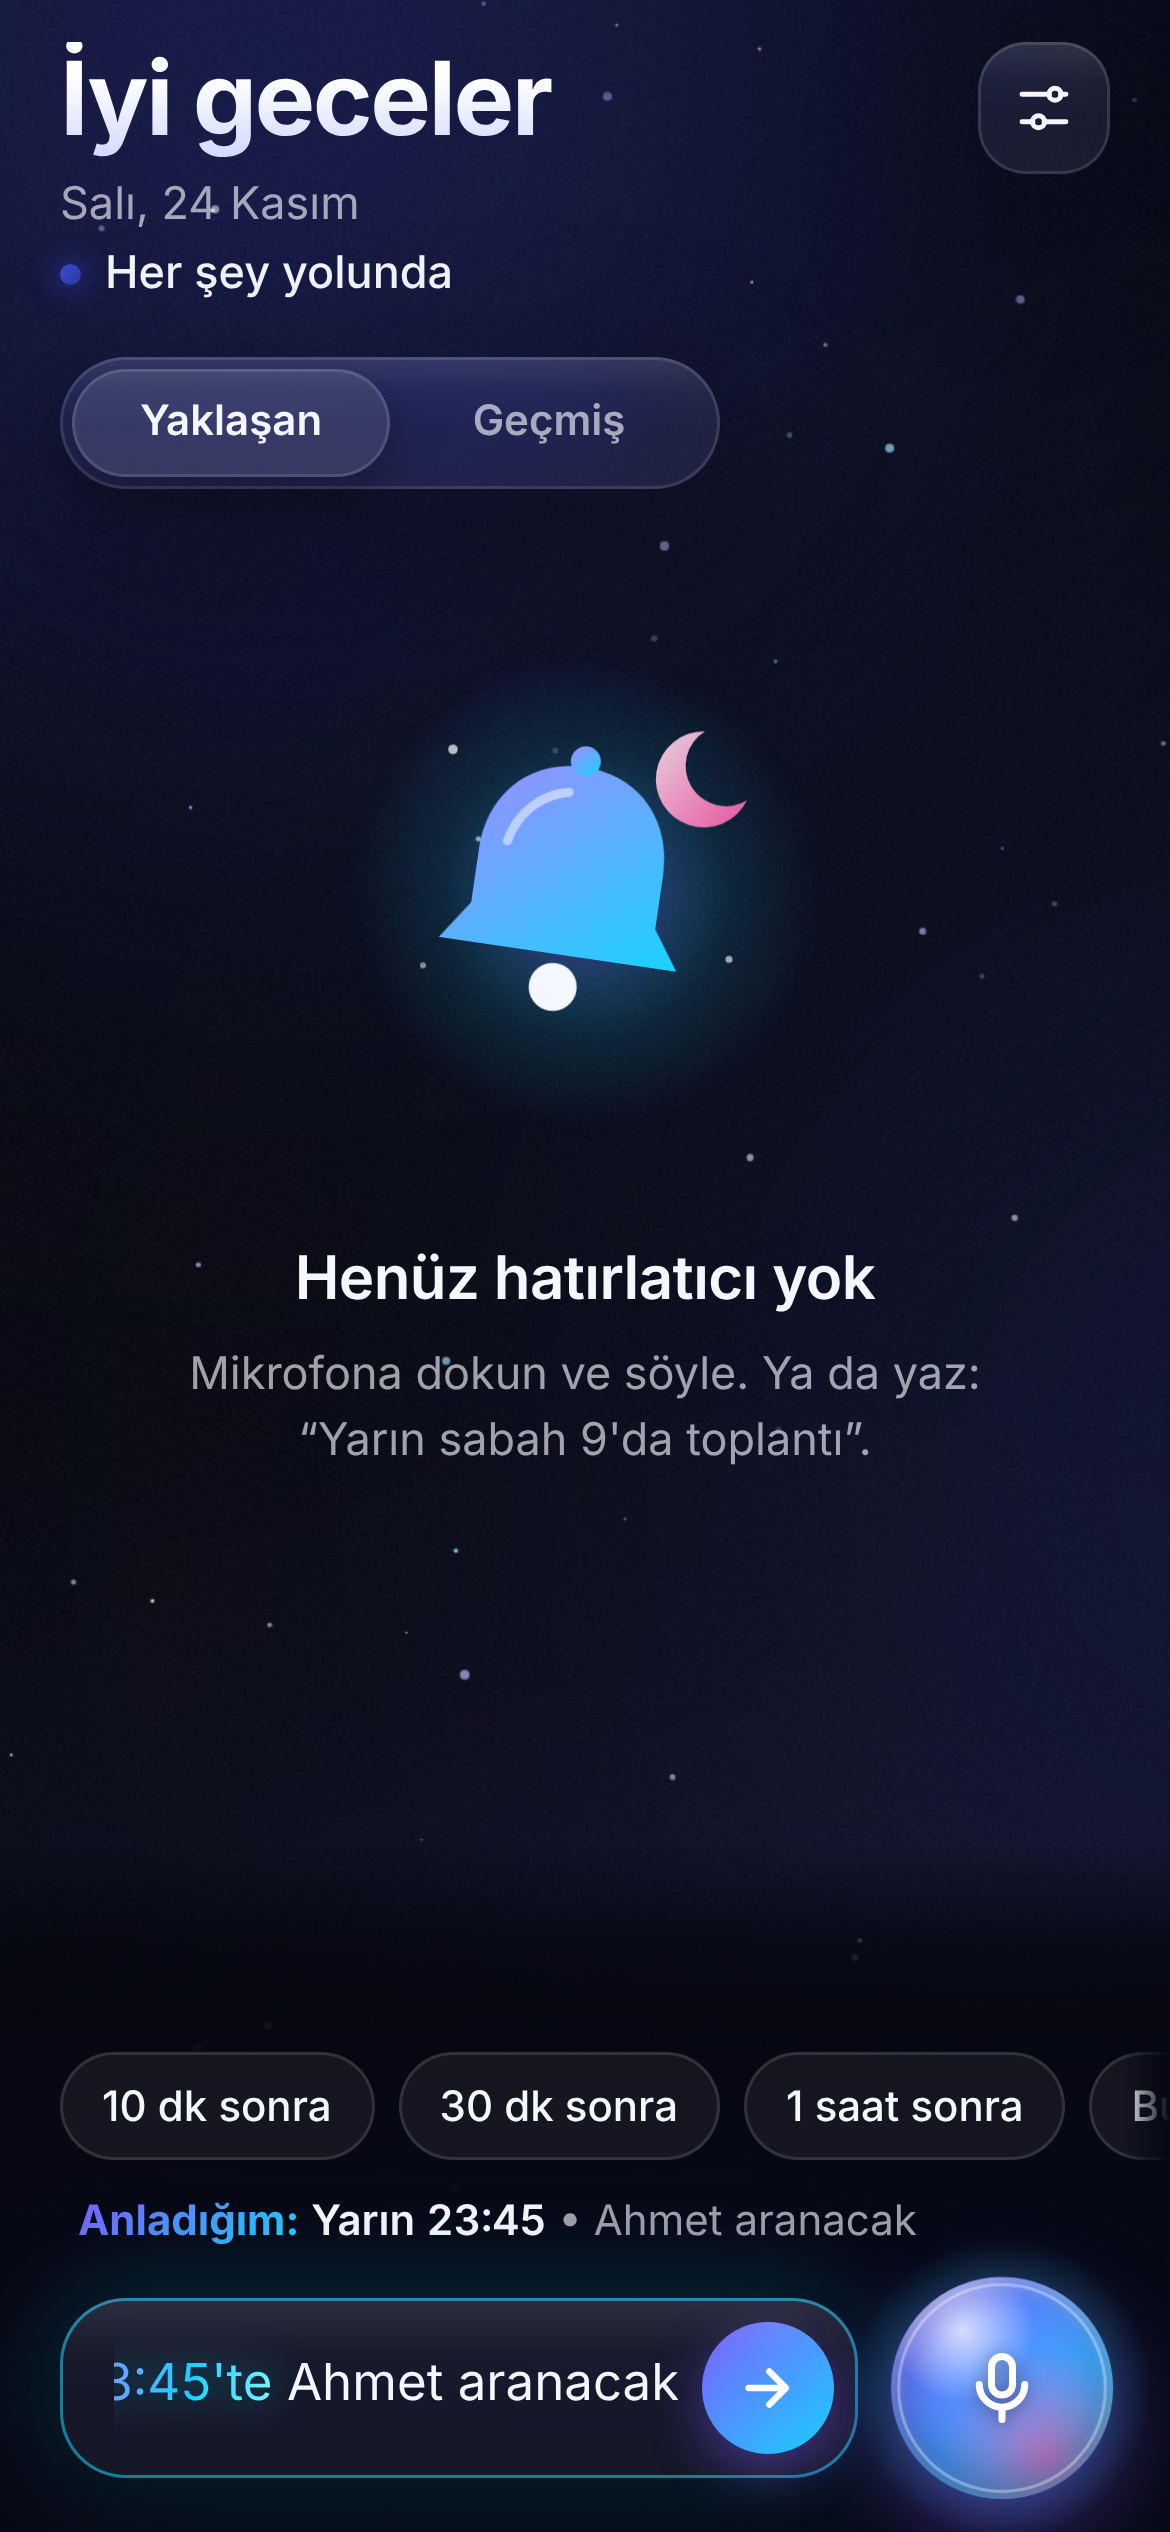 İyi geceler
Salı, 24 Kasım
Her şey yolunda
Yaklaşan
Geçmiş
Henüz hatırlatıcı yok
Mikrofona dokun ve söyle. Ya da yaz:
“Yarın sabah 9'da toplantı”.
10 dk sonra
30 dk sonra
1 saat sonra
Anladığım: Yarın 23:45 • Ahmet aranacak
3:45'te Ahmet aranacak